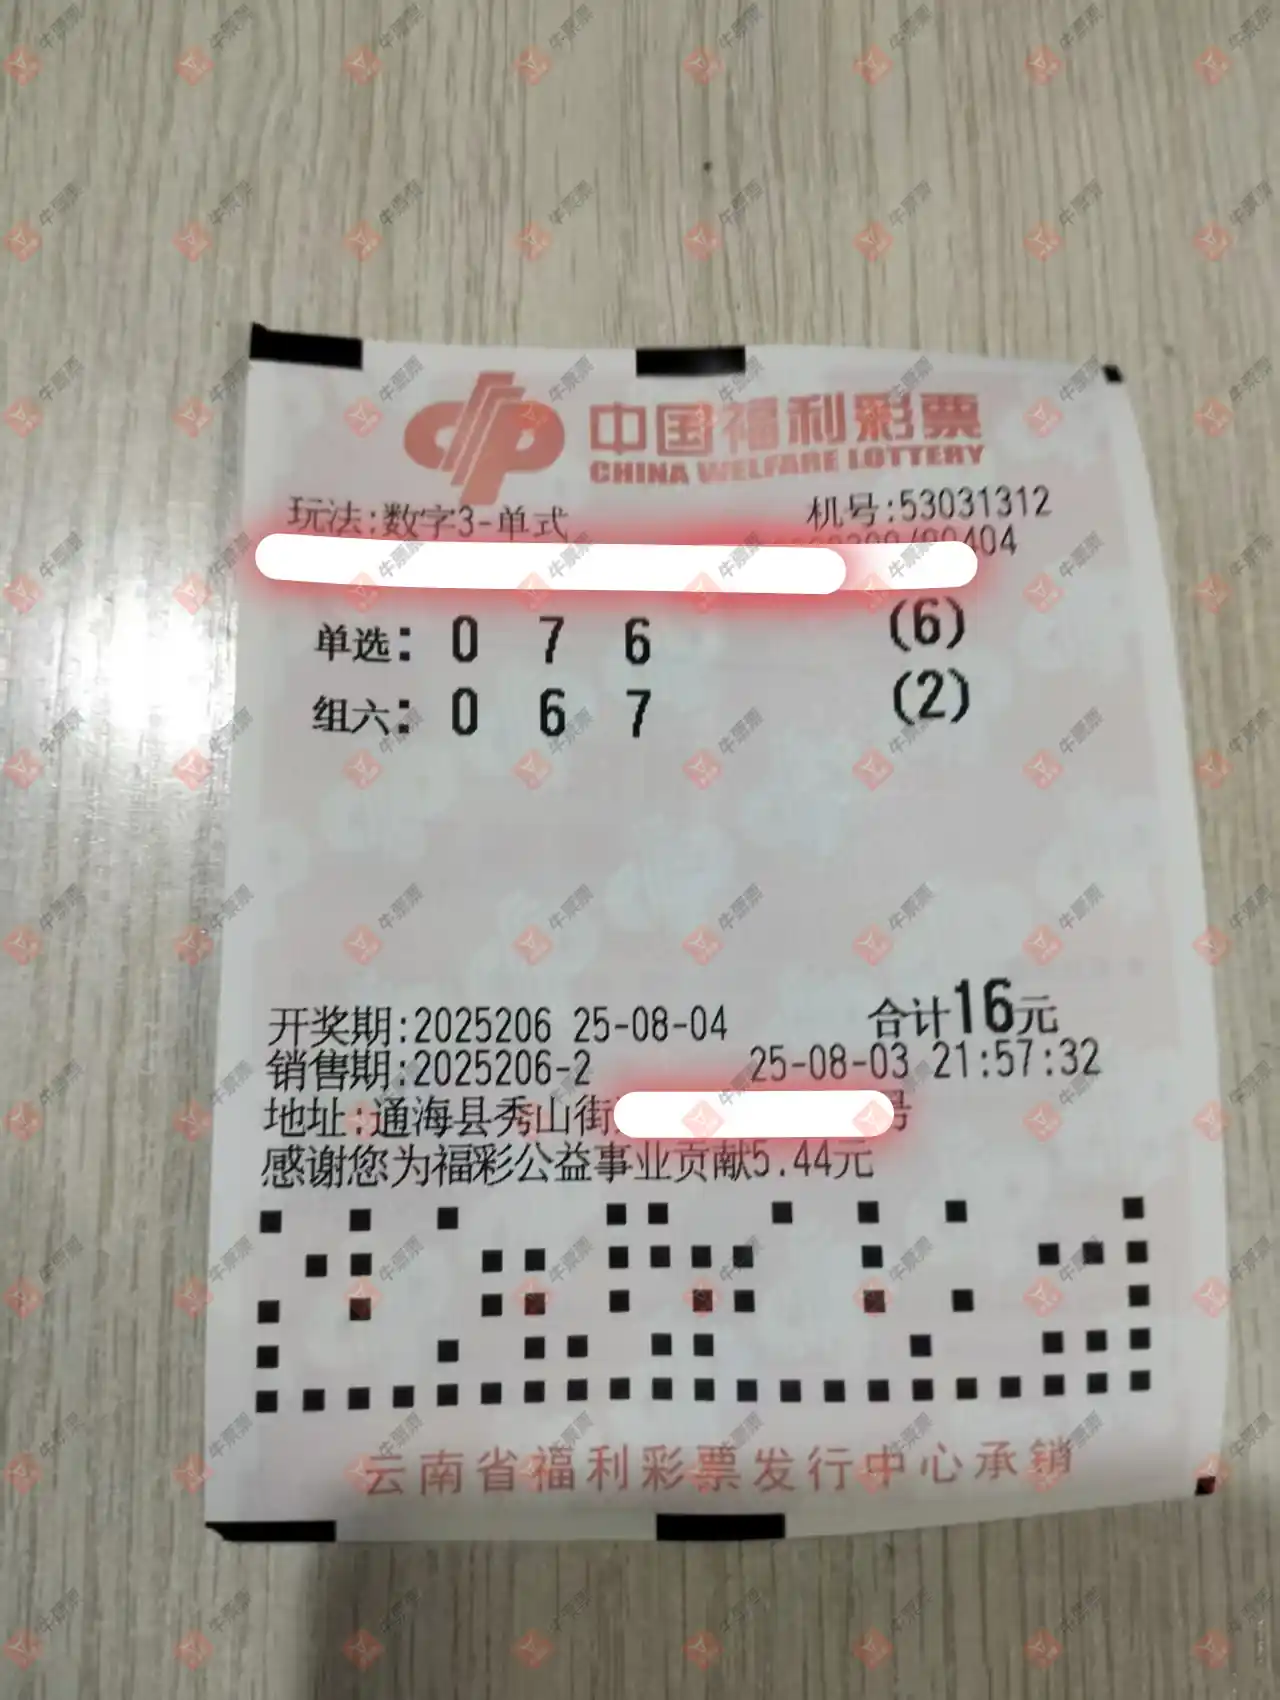 中国福利彩票
CHINA WELFARE LOTTERY
玩法:数字3-单式 机号:53031312
/00404
单选: 0 7 6 (6)
组六: 0 6 7 (2)
开奖期:2025206 25-08-04 合计16元
销售期:2025206-2 25-08-03 21:57:32
地址:通海县秀山街 号
感谢您为福彩公益事业贡献5.44元
云南省福利彩票发行中心承销
牛票票